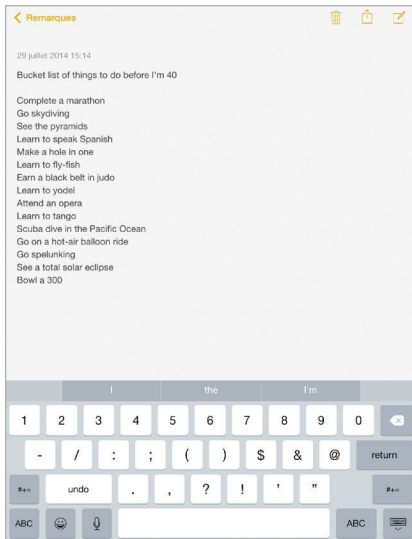 Remarques
29 juillet 2014 15:14
Bucket list of things to do before I'm 40
Complete a marathon
Go skydiving
See the pyramids
Learn to speak Spanish
Make a hole in one
Learn to fly-fish
Earn a black belt in judo
Learn to yodel
Attend an opera
Learn to tango
Scuba dive in the Pacific Ocean
Go on a hot-air balloon ride
Go spelunking
See a total solar eclipse
Bowl a 300
I the I'm
1 2 3 4 5 6 7 8 9 0
- / : ; ( ) $ & @ return
#+= undo . , ? ! ' " #+=
ABC ABC